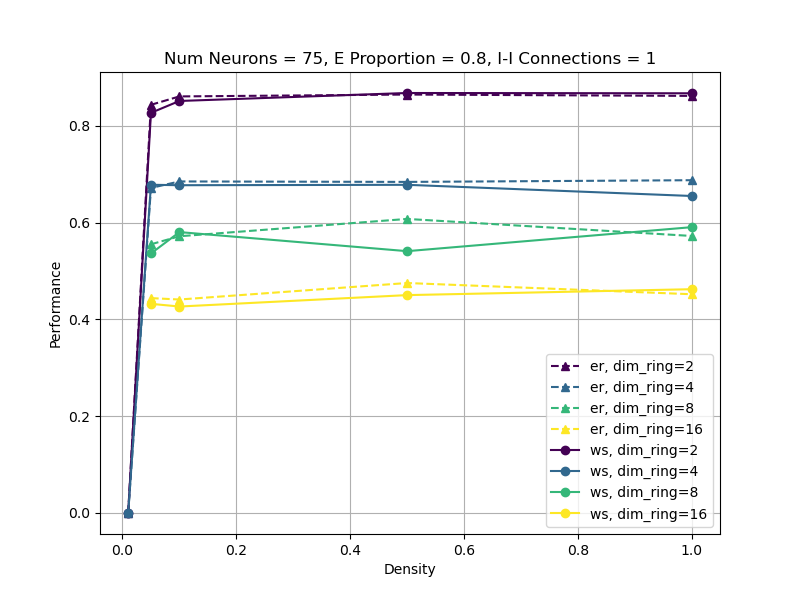 Num Neurons = 75, E Proportion = 0.8, I-I Connections = 1
Performance
0.8
0.6
0.4
0.2
0.0
er, dim_ring=2
er, dim_ring=4
er, dim_ring=8
er, dim_ring=16
ws, dim_ring=2
ws, dim_ring=4
ws, dim_ring=8
ws, dim_ring=16
0.0 0.2 0.4 0.6 0.8 1.0
Density